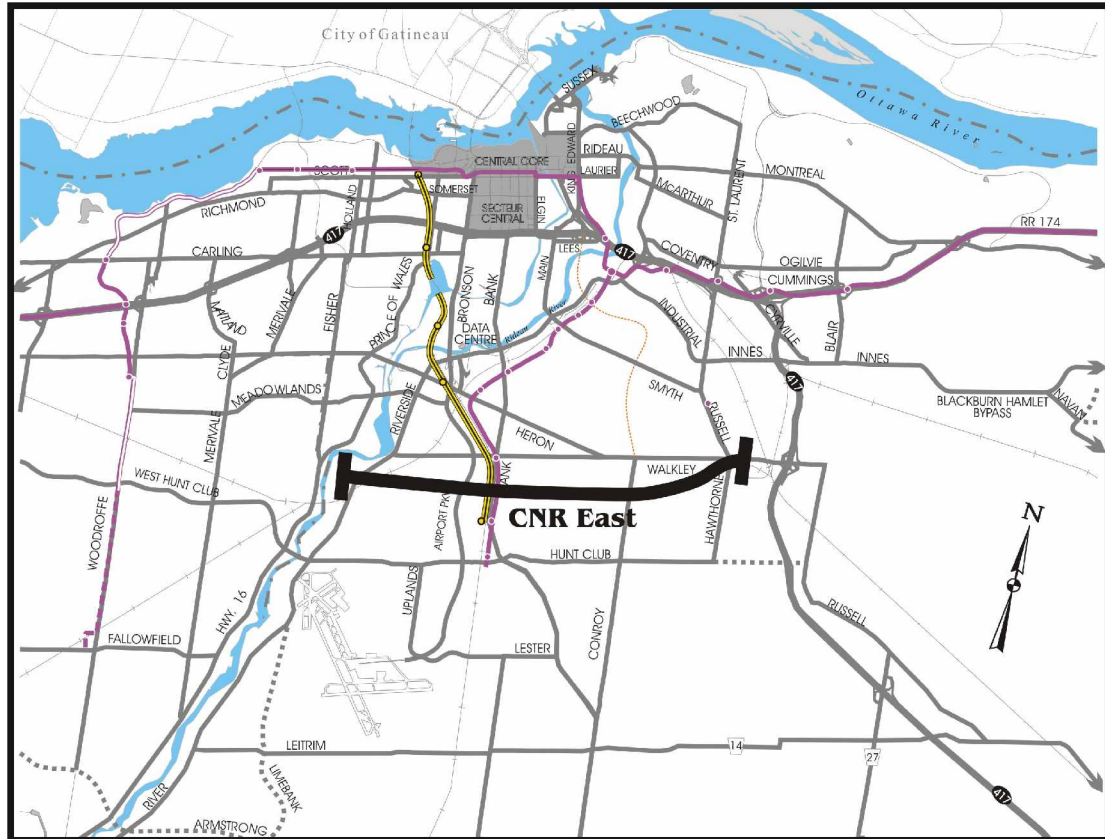 City of Gatineau
SUSSEX
Ottawa River
BEECHWOOD
KING EDWARD
RIDEAU
CENTRAL CORE
LAURIER
SCOTT
MONTREAL
ST. LAURENT
McARTHUR
SOMERSET
HOLLAND
SECTEUR
CENTRAL
ELGIN
RICHMOND
417
LEES
417
RR 174
CARLING
COVENTRY
OGILVIE
CUMMINGS
MAIN
PRINCE OF WALES
BRONSON
BANK
MAITLAND
MERIVALE
FISHER
Rideau River
DATA
CENTRE
INDUSTRIAL
CYRVILLE
BLAIR
CLYDE
INNES
INNES
417
SMYTH
MEADOWLANDS
RIVERSIDE
NAVAN
BLACKBURN HAMLET
BYPASS
RUSSELL
HERON
MERIVALE
WALKLEY
WEST HUNT CLUB
HAWTHORNE
AIRPORT PKWY
CNR East
N
WOODROFFE
HUNT CLUB
UPLANDS
HWY. 16
RUSSELL
CONROY
FALLOWFIELD
LESTER
LEITRIM
14
27
LIMEBANK
RIVER
417
ARMSTRONG